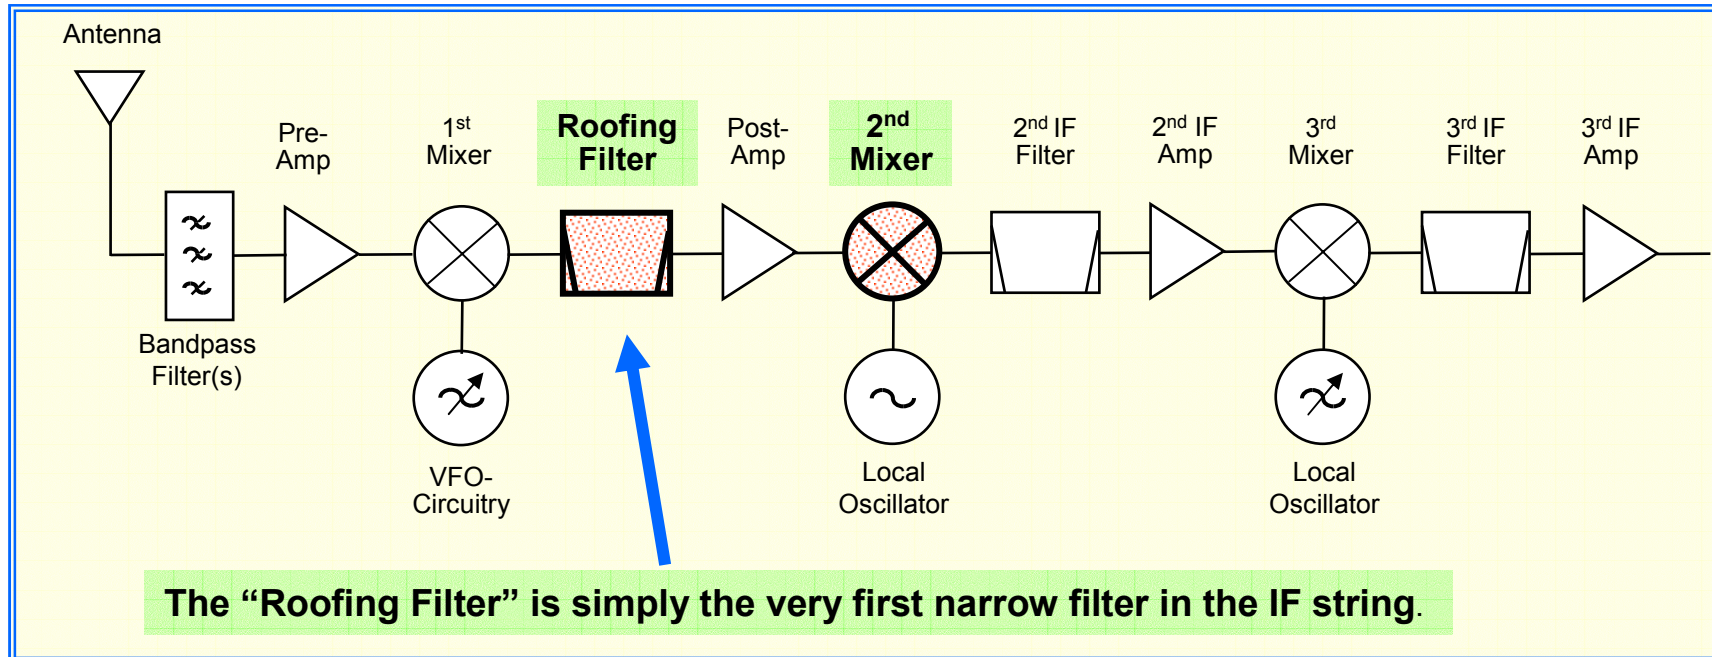 Antenna
Pre-
Amp
1st
Mixer
Roofing
Filter
Post-
Amp
2nd
Mixer
2nd IF
Filter
2nd IF
Amp
3rd
Mixer
3rd IF
Filter
3rd IF
Amp
Bandpass
Filter(s)
VFO-
Circuitry
Local
Oscillator
Local
Oscillator
The “Roofing Filter” is simply the very first narrow filter in the IF string.